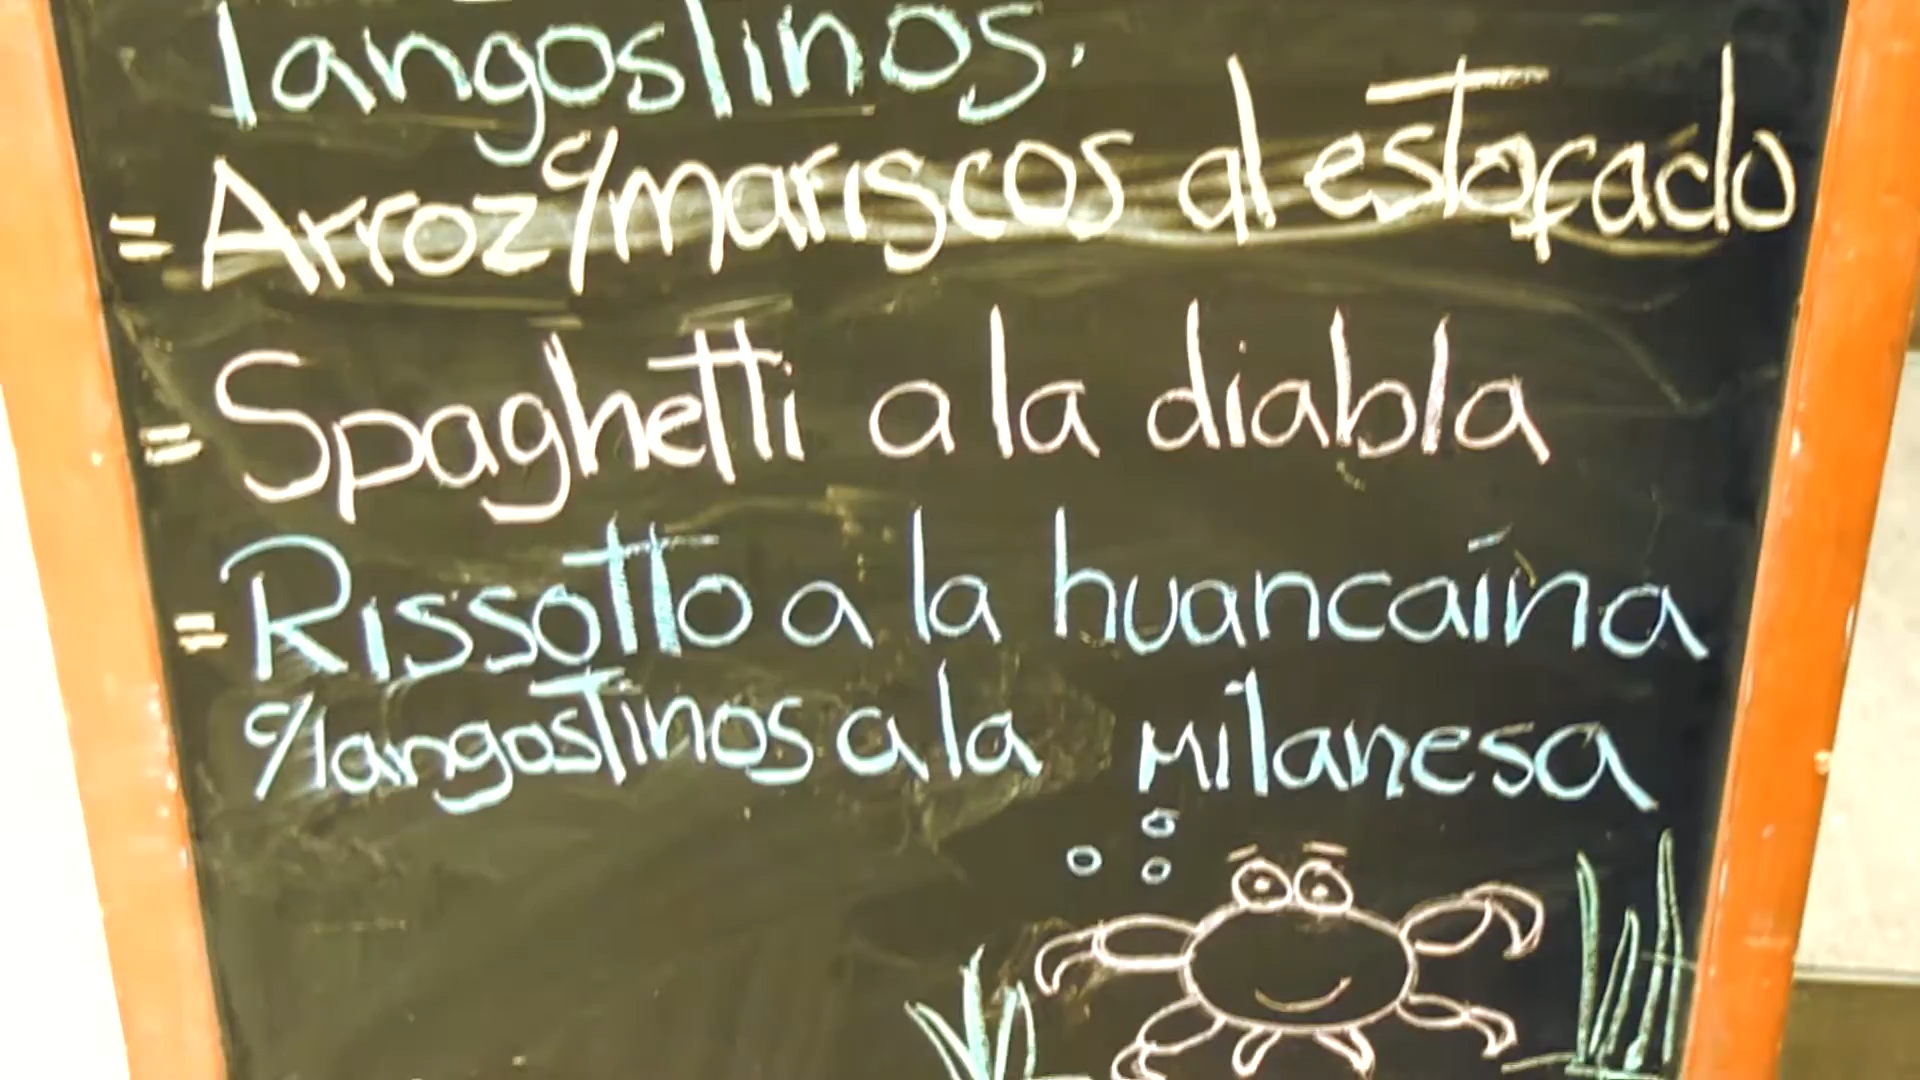 langostinos.
= Arroz c/mariscos al estofado
= Spaghetti a la diabla
= Rissotto a la huancaína
c/langostinos a la milanesa